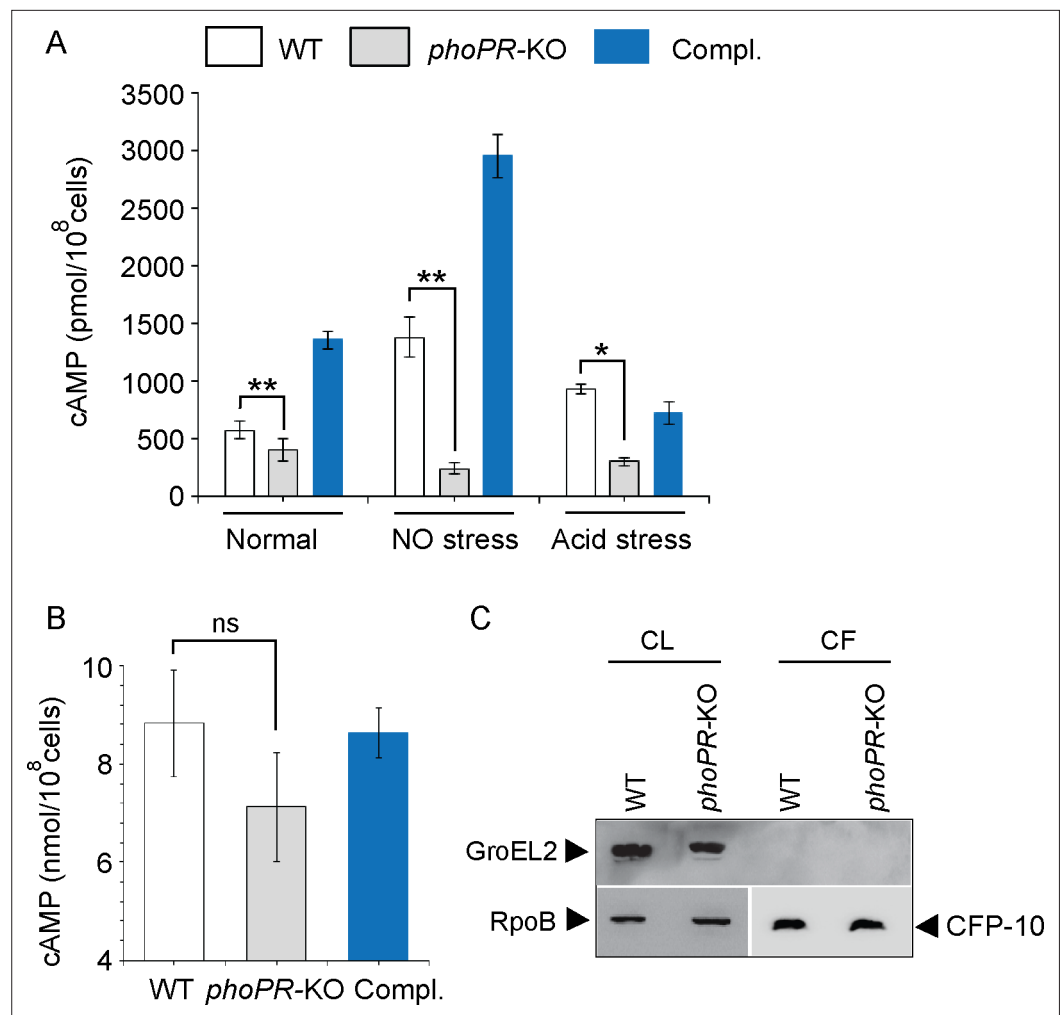 A
WT phoPR-KO Compl.
3500
3000
2500
2000
1500
1000
500
0
cAMP (pmol/10⁸cells)
** ** *
Normal NO stress Acid stress
B
ns
10
8
6
4
cAMP (nmol/10⁸cells)
WT phoPR-KO Compl.
C
CL CF
WT phoPR-KO WT phoPR-KO
GroEL2
RpoB CFP-10